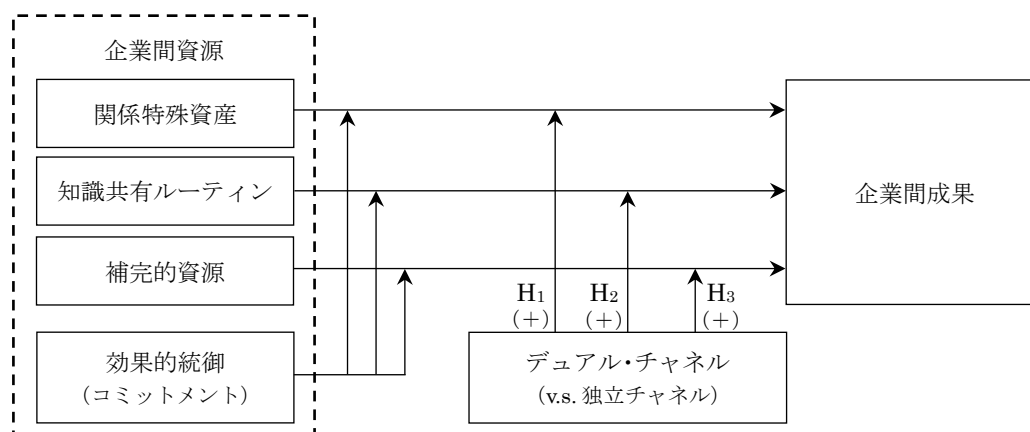 企業間資源
関係特殊資産
知識共有ルーティン
補完的資源
効果的統御
（コミットメント）
企業間成果
H₁ H₂ H₃
（＋） （＋） （＋）
デュアル・チャネル
（v.s. 独立チャネル）